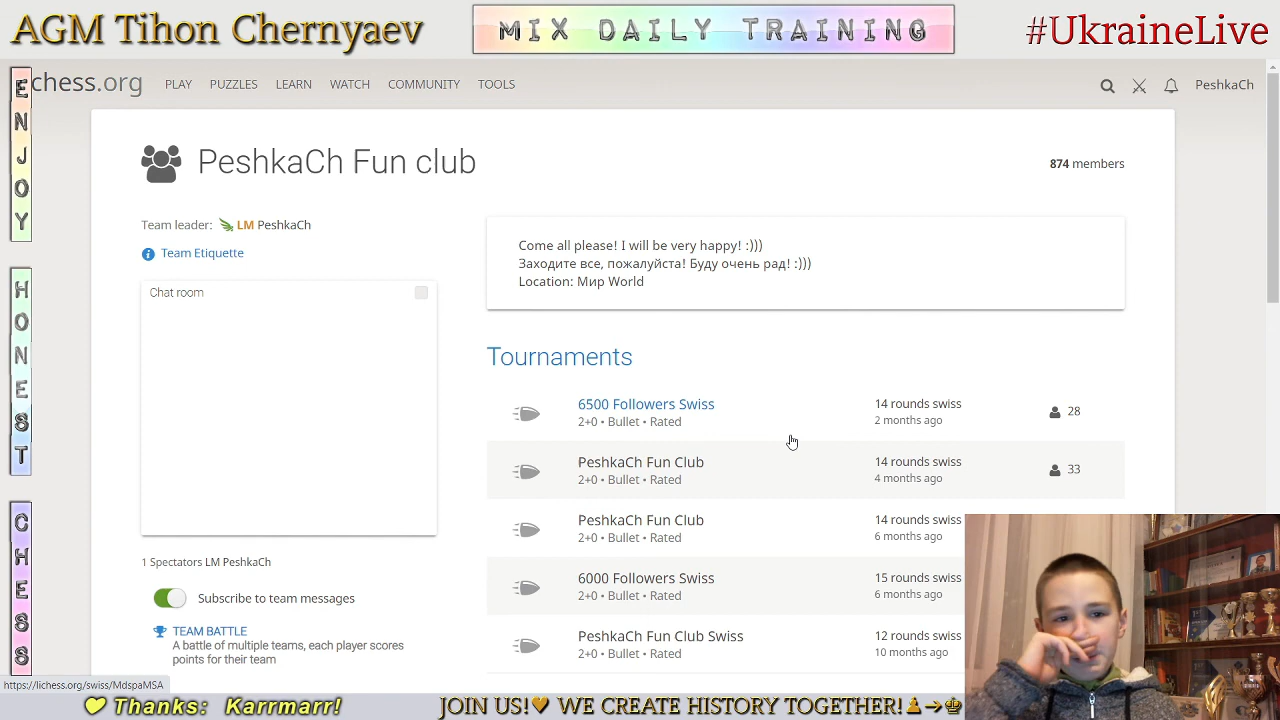 AGM Tihon Chernyaev
MIX DAILY TRAINING
#UkraineLive
ENJOY
HONEST
CHESS
chess.org
PLAY
PUZZLES
LEARN
WATCH
COMMUNITY
TOOLS
PeshkaCh
PeshkaCh Fun club
874 members
Team leader: LM PeshkaCh
Team Etiquette
Chat room
1 Spectators LM PeshkaCh
Subscribe to team messages
TEAM BATTLE
A battle of multiple teams, each player scores
points for their team
Come all please! I will be very happy! :)))
Заходите все, пожалуйста! Буду очень рад! :)))
Location: Мир World
Tournaments
6500 Followers Swiss
2+0 • Bullet • Rated
14 rounds swiss
2 months ago
28
PeshkaCh Fun Club
2+0 • Bullet • Rated
14 rounds swiss
4 months ago
33
PeshkaCh Fun Club
2+0 • Bullet • Rated
14 rounds swiss
6 months ago
6000 Followers Swiss
2+0 • Bullet • Rated
15 rounds swiss
6 months ago
PeshkaCh Fun Club Swiss
2+0 • Bullet • Rated
12 rounds swiss
10 months ago
https://lichess.org/swiss/MdspaMSA
Thanks: Karrmarr!
JOIN US! WE CREATE HISTORY TOGETHER!